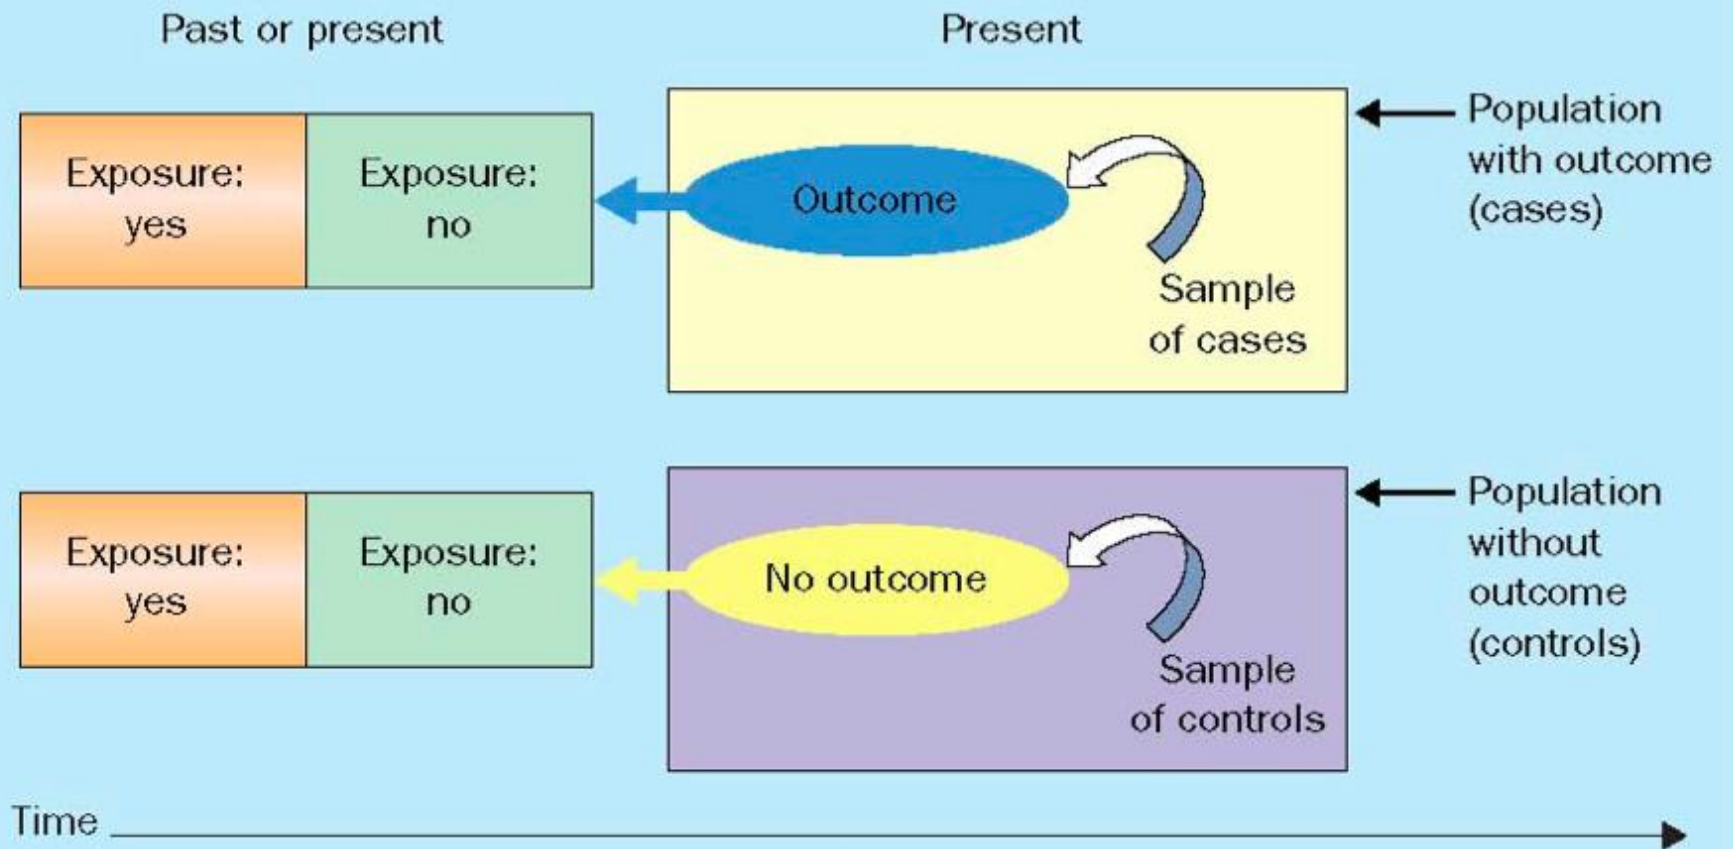 Past or present
Present
Exposure:
yes
Exposure:
no
Outcome
Sample
of cases
Population
with outcome
(cases)
Exposure:
yes
Exposure:
no
No outcome
Sample
of controls
Population
without
outcome
(controls)
Time